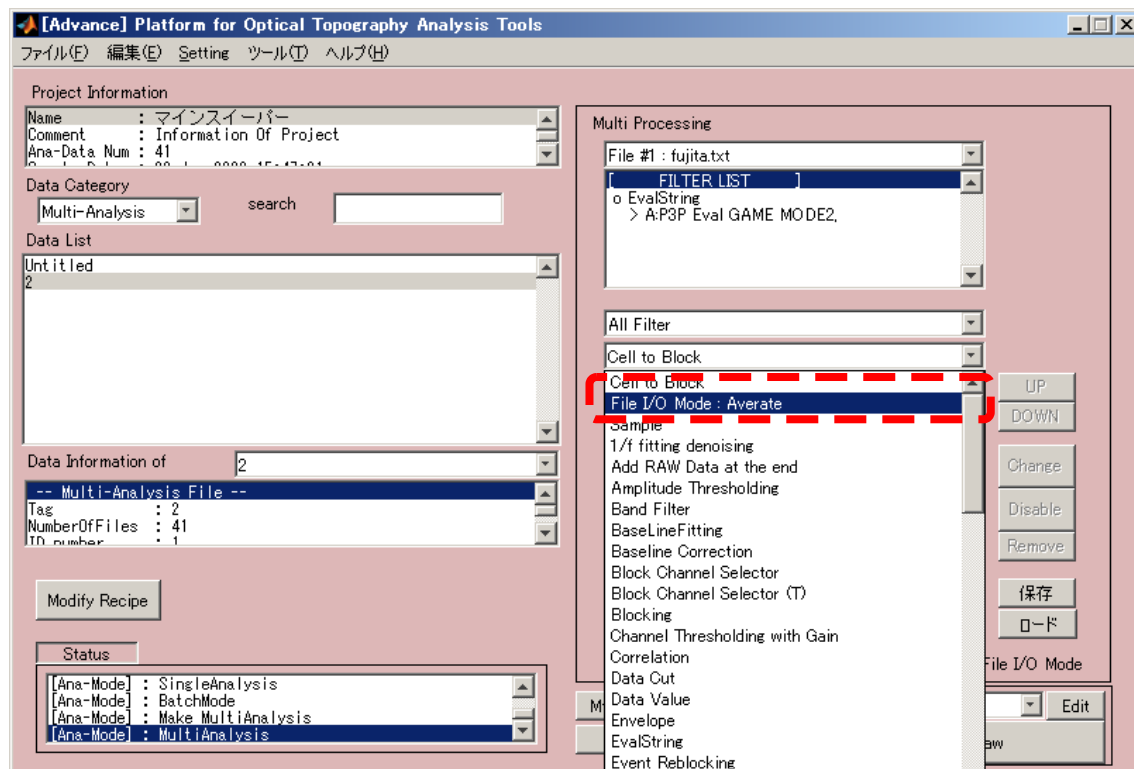 [Advance] Platform for Optical Topography Analysis Tools
ファイル(F) 編集(E) Setting ツール(T) ヘルプ(H)
Project Information
Name : マインスイーパー
Comment : Information Of Project
Ana-Data Num : 41
Data Category
Multi-Analysis
search
Data List
Untitled
2
Data Information of
2
-- Multi-Analysis File --
Tag : 2
NumberOfFiles : 41
ID number : 1
Modify Recipe
Status
[Ana-Mode] : SingleAnalysis
[Ana-Mode] : BatchMode
[Ana-Mode] : Make MultiAnalysis
[Ana-Mode] : MultiAnalysis
Multi Processing
File #1 : fujita.txt
[ FILTER LIST ]
o EvalString
> A:P3P Eval GAME MODE2,
All Filter
Cell to Block
Cell to Block
File I/O Mode : Averate
Sample
1/f fitting denoising
Add RAW Data at the end
Amplitude Thresholding
Band Filter
BaseLineFitting
Baseline Correction
Block Channel Selector
Block Channel Selector (T)
Blocking
Channel Thresholding with Gain
Correlation
Data Cut
Data Value
Envelope
EvalString
Event Reblocking
UP
DOWN
Change
Disable
Remove
保存
ロード
File I/O Mode
Edit